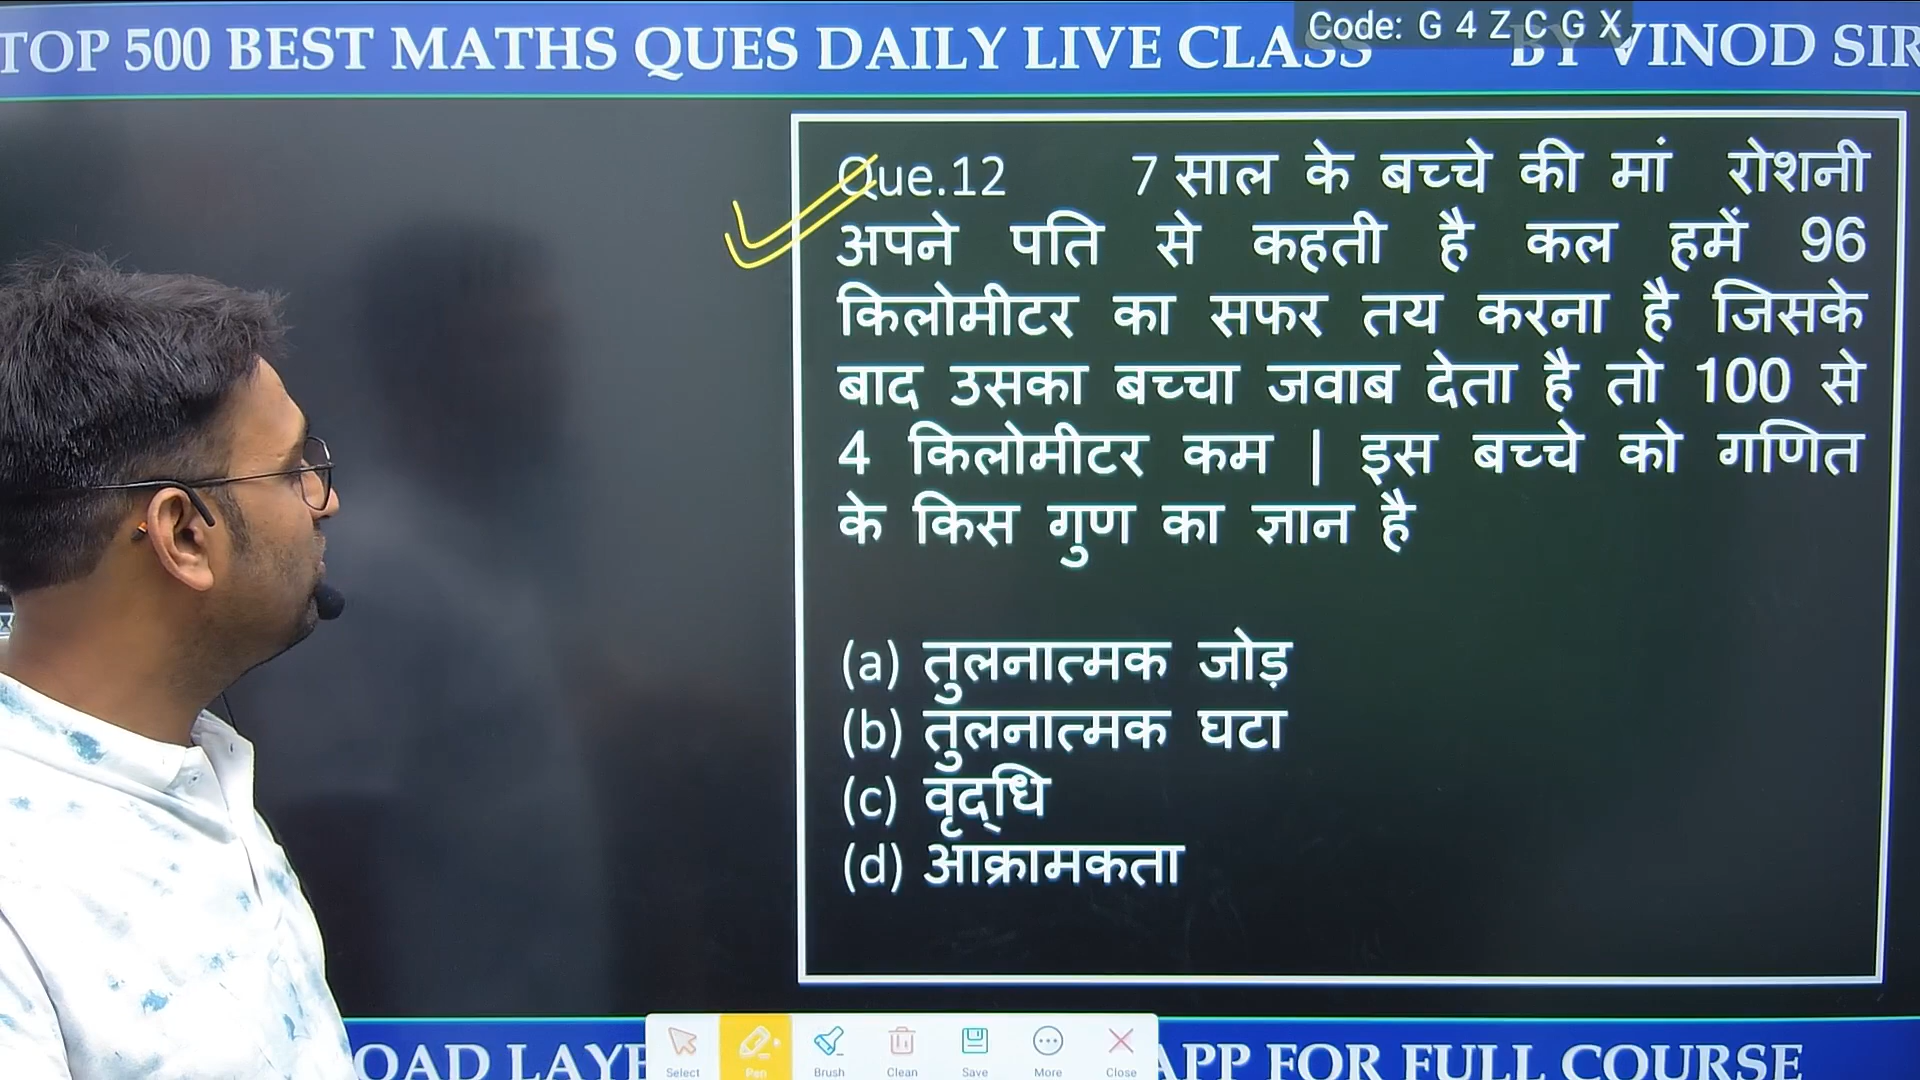 TOP 500 BEST MATHS QUES DAILY LIVE CLASS BY VINOD SIR
Code: G 4 Z C G X
Que.12 7 साल के बच्चे की मां रोशनी
अपने पति से कहती है कल हमें 96
किलोमीटर का सफर तय करना है जिसके
बाद उसका बच्चा जवाब देता है तो 100 से
4 किलोमीटर कम | इस बच्चे को गणित
के किस गुण का ज्ञान है
(a) तुलनात्मक जोड़
(b) तुलनात्मक घटा
(c) वृद्धि
(d) आक्रामकता
Select Pen Brush Clean Save More Close
OAD LAYE APP FOR FULL COURSE